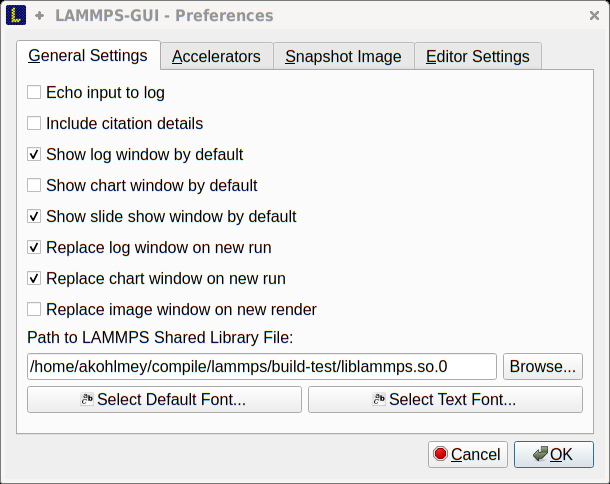 LAMMPS-GUI - Preferences
General Settings Accelerators Snapshot Image Editor Settings
Echo input to log
Include citation details
Show log window by default
Show chart window by default
Show slide show window by default
Replace log window on new run
Replace chart window on new run
Replace image window on new render
Path to LAMMPS Shared Library File:
/home/akohlmey/compile/lammps/build-test/liblammps.so.0 Browse...
Select Default Font... Select Text Font...
Cancel OK